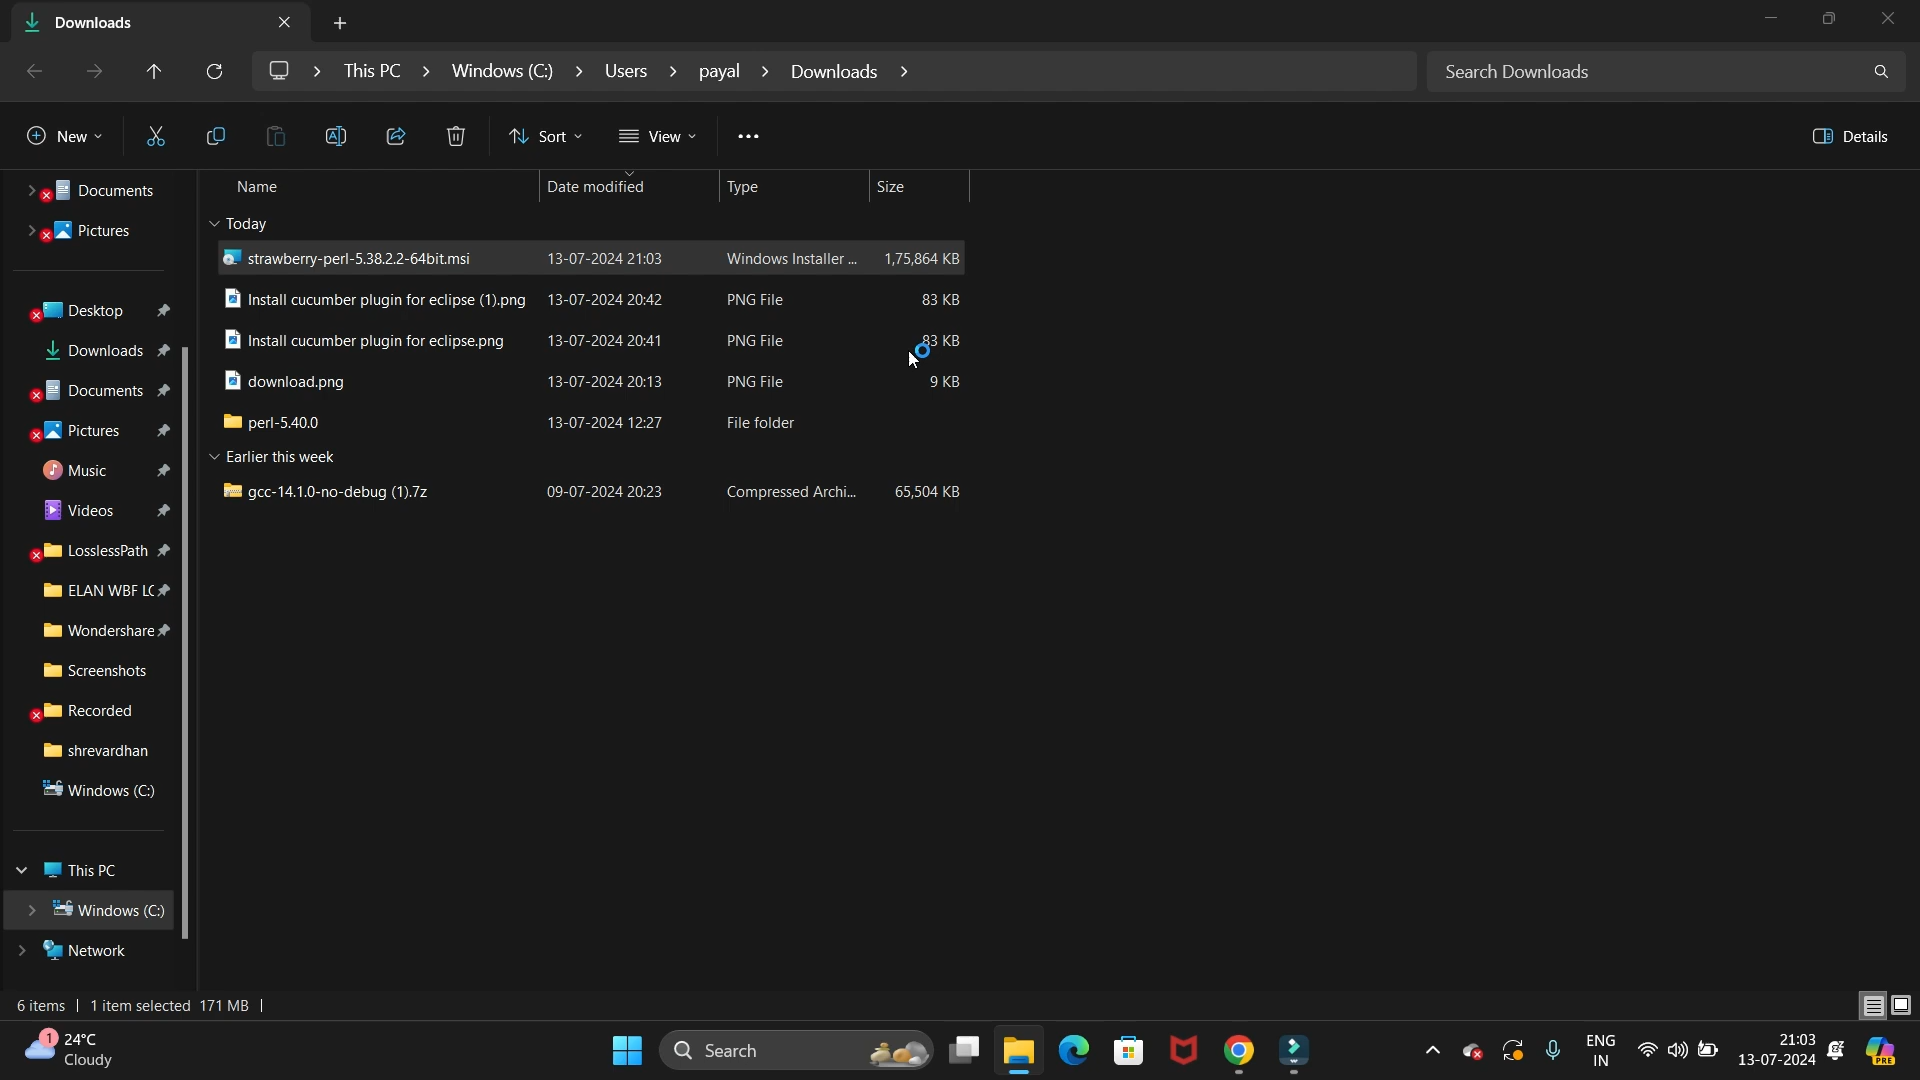 Downloads
This PC > Windows (C:) > Users > payal > Downloads >
Search Downloads
New Sort View ••• Details
Documents
Pictures
Desktop
Downloads
Documents
Pictures
Music
Videos
LosslessPath
ELAN WBF LC
Wondershare
Screenshots
Recorded
shrevardhan
Windows (C:)
This PC
Windows (C:)
Network
Name Date modified Type Size
Today
strawberry-perl-5.38.2.2-64bit.msi 13-07-2024 21:03 Windows Installer ... 1,75,864 KB
Install cucumber plugin for eclipse (1).png 13-07-2024 20:42 PNG File 83 KB
Install cucumber plugin for eclipse.png 13-07-2024 20:41 PNG File 83 KB
download.png 13-07-2024 20:13 PNG File 9 KB
perl-5.40.0 13-07-2024 12:27 File folder
Earlier this week
gcc-14.1.0-no-debug (1).7z 09-07-2024 20:23 Compressed Archi... 65,504 KB
6 items | 1 item selected 171 MB |
1 24°C
Cloudy
Search
ENG
IN
21:03
13-07-2024
PRE